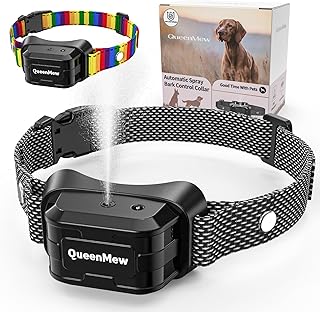 QueenMew
QueenMew
Automatic Spray
Bark Control Collar
Good Time With Pets
QueenMew